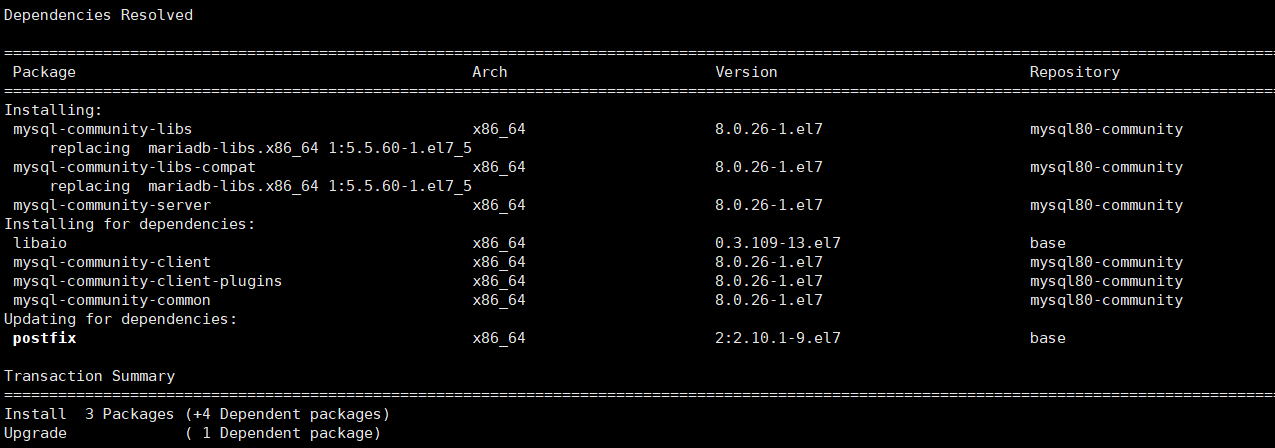 Dependencies Resolved
================================================================================================================================================
Package Arch Version Repository
================================================================================================================================================
Installing:
mysql-community-libs x86_64 8.0.26-1.el7 mysql80-community
replacing mariadb-libs.x86_64 1:5.5.60-1.el7_5
mysql-community-libs-compat x86_64 8.0.26-1.el7 mysql80-community
replacing mariadb-libs.x86_64 1:5.5.60-1.el7_5
mysql-community-server x86_64 8.0.26-1.el7 mysql80-community
Installing for dependencies:
libaio x86_64 0.3.109-13.el7 base
mysql-community-client x86_64 8.0.26-1.el7 mysql80-community
mysql-community-client-plugins x86_64 8.0.26-1.el7 mysql80-community
mysql-community-common x86_64 8.0.26-1.el7 mysql80-community
Updating for dependencies:
postfix x86_64 2:2.10.1-9.el7 base
Transaction Summary
================================================================================================================================================
Install 3 Packages (+4 Dependent packages)
Upgrade ( 1 Dependent package)